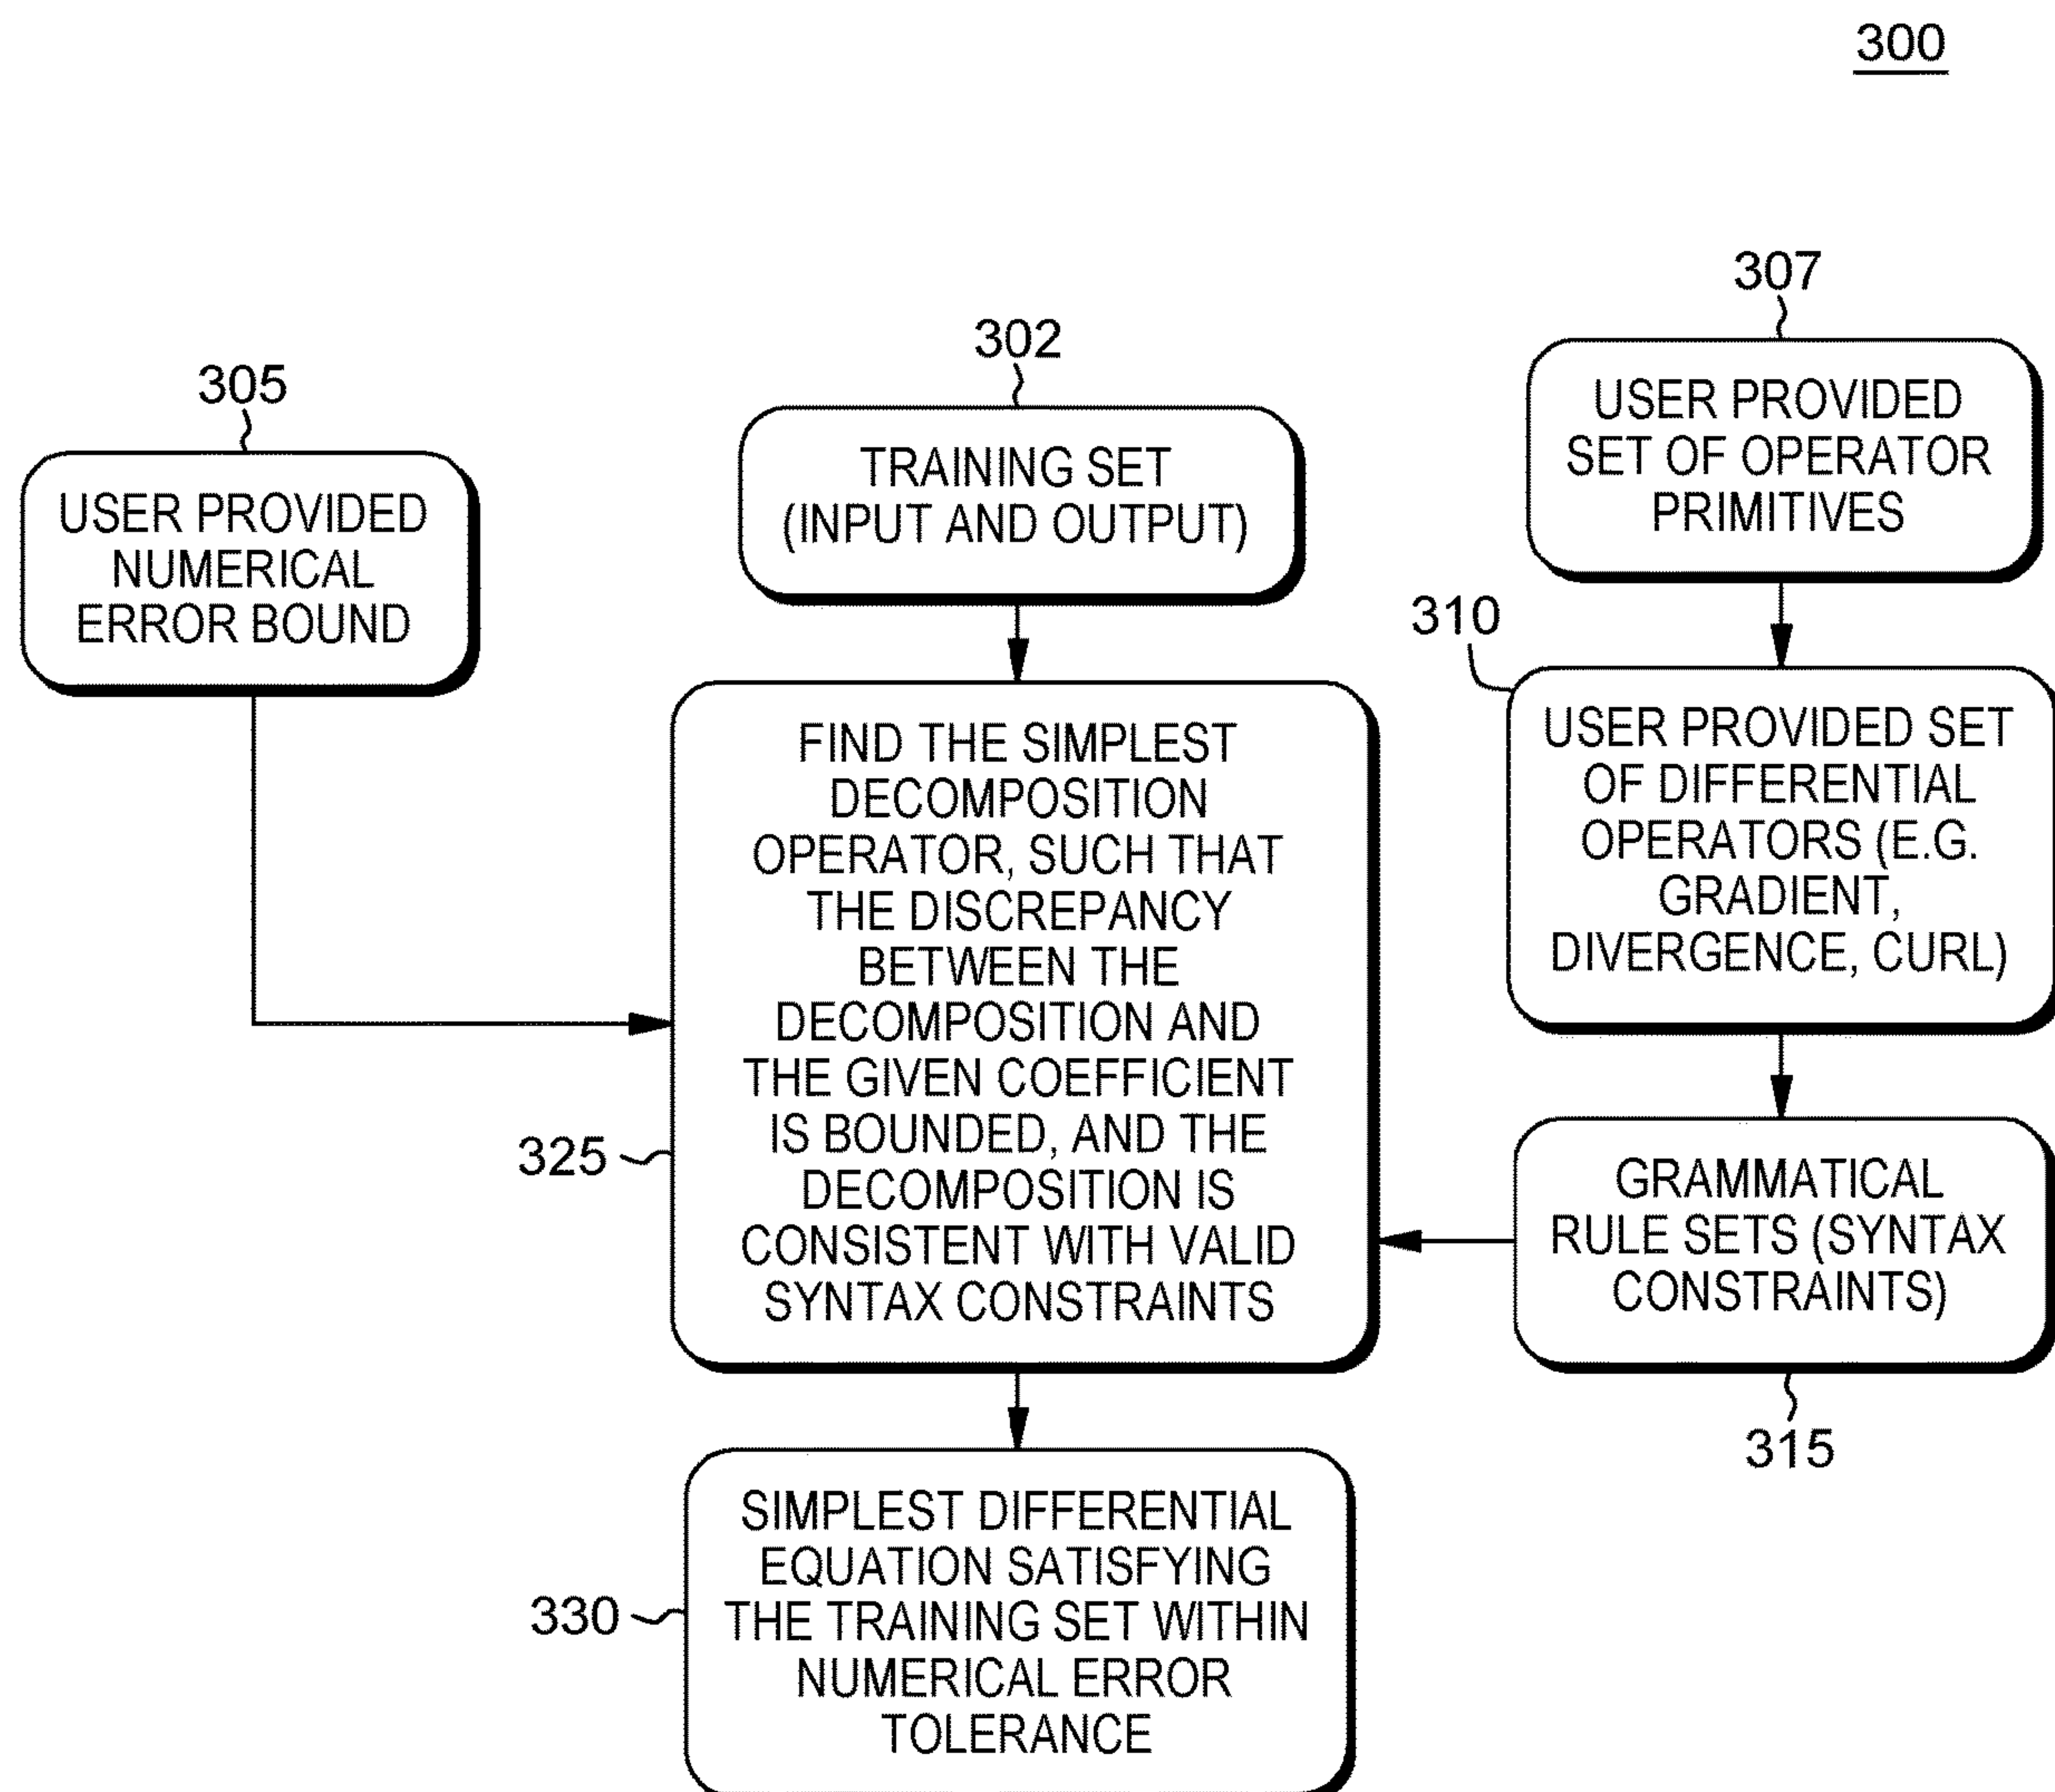 300
307
USER PROVIDED
SET OF OPERATOR
PRIMITIVES
302
TRAINING SET
(INPUT AND OUTPUT)
305
USER PROVIDED
NUMERICAL
ERROR BOUND
310
USER PROVIDED SET
OF DIFFERENTIAL
OPERATORS (E.G.
GRADIENT,
DIVERGENCE, CURL)
FIND THE SIMPLEST
DECOMPOSITION
OPERATOR, SUCH THAT
THE DISCREPANCY
BETWEEN THE
DECOMPOSITION AND
THE GIVEN COEFFICIENT
IS BOUNDED, AND THE
DECOMPOSITION IS
CONSISTENT WITH VALID
SYNTAX CONSTRAINTS
325
GRAMMATICAL
RULE SETS (SYNTAX
CONSTRAINTS)
315
SIMPLEST DIFFERENTIAL
EQUATION SATISFYING
THE TRAINING SET WITHIN
NUMERICAL ERROR
TOLERANCE
330